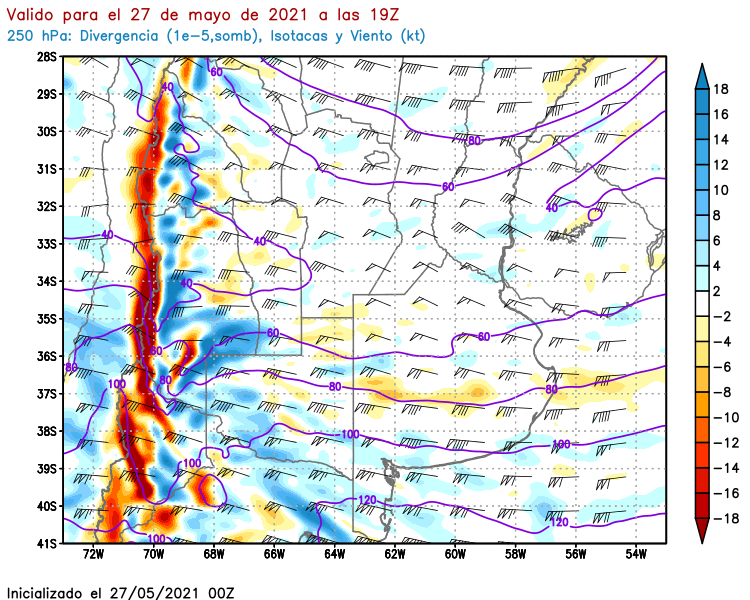 Valido para el 27 de mayo de 2021 a las 19Z
250 hPa: Divergencia (1e-5,somb), Isotacas y Viento (kt)
28S
29S
30S
31S
32S
33S
34S
35S
36S
37S
38S
39S
40S
41S
72W 70W 68W 66W 64W 62W 60W 58W 56W 54W
60
40
80
60
40
40
40
40
60
60
60
80
80
80
80
100
100
100
100
120
120
100
18
16
14
12
10
8
6
4
2
-2
-4
-6
-8
-10
-12
-14
-16
-18
Inicializado el 27/05/2021 00Z